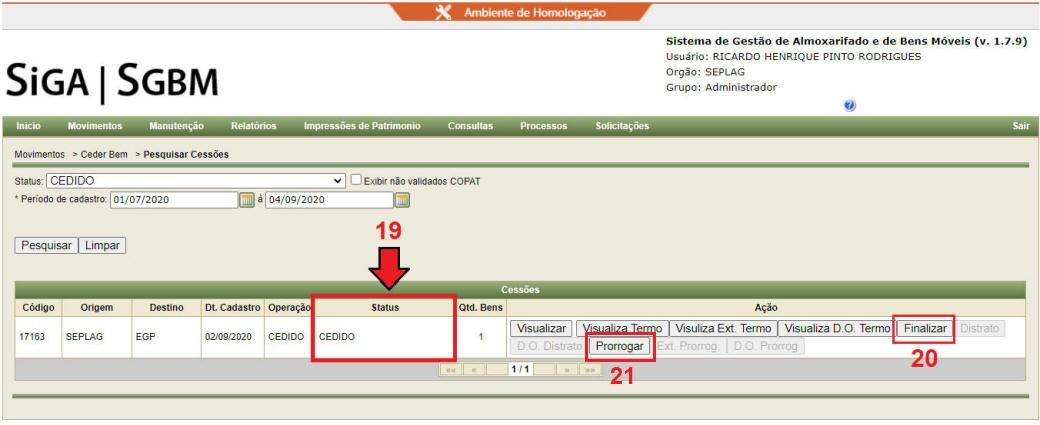 Ambiente de Homologação
Sistema de Gestão de Almoxarifado e de Bens Móveis (v. 1.7.9)
Usuário: RICARDO HENRIQUE PINTO RODRIGUES
Orgão: SEPLAG
Grupo: Administrador
SIGA | SGBM
Início Movimentos Manutenção Relatórios Impressões de Patrimonio Consultas Processos Solicitações Sair
Movimentos > Ceder Bem > Pesquisar Cessões
Status: CEDIDO Exibir não validados COPAT
* Período de cadastro: 01/07/2020 á 04/09/2020
19
Pesquisar Limpar
Cessões
Código Origem Destino Dt. Cadastro Operação Status Qtd. Bens Ação
17163 SEPLAG EGP 02/09/2020 CEDIDO CEDIDO 1 Visualizar Visualiza Termo Visuliza Ext. Termo Visualiza D.O. Termo Finalizar Distrato
D.O. Distrato Prorrogar Ext. Prorrog. D.O. Prorrog
1 / 1
21
20